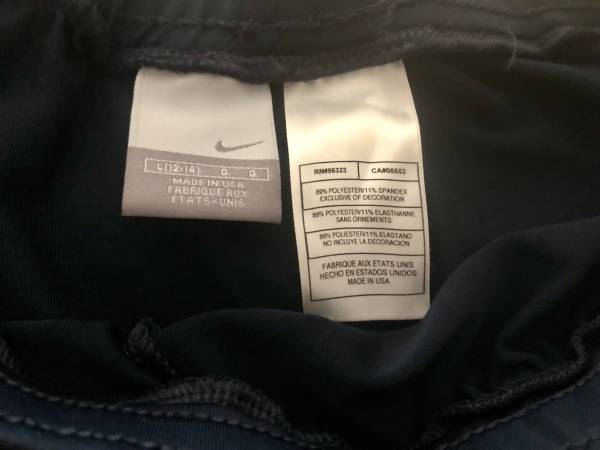 L(12-14) G G
MADE IN USA
FABRIQUE AUX
ETATS-UNIS
RN#56323 CA#05553
89% POLYESTER/11% SPANDEX
EXCLUSIVE OF DECORATION
89% POLYESTER/11% ELASTHANNE
SANS ORNEMENTS
89% POLIESTER/11% ELASTANO
NO INCLUYE LA DECORACIÓN
FABRIQUE AUX ETATS UNIS
HECHO EN ESTADOS UNIDOS
MADE IN USA